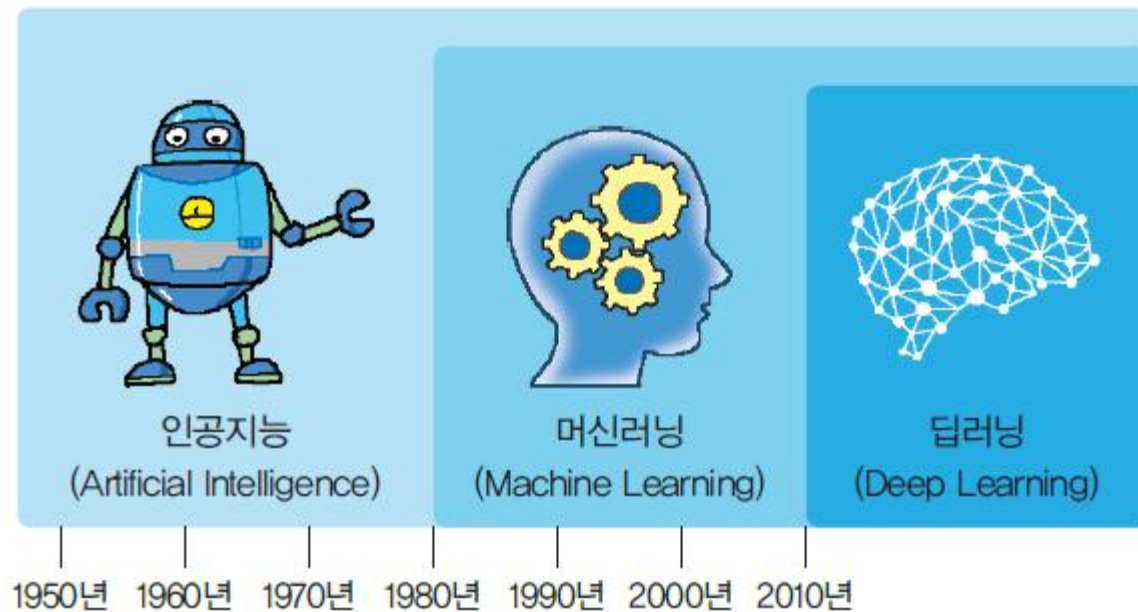 인공지능
(Artificial Intelligence)
머신러닝
(Machine Learning)
딥러닝
(Deep Learning)
1950년 1960년 1970년 1980년 1990년 2000년 2010년